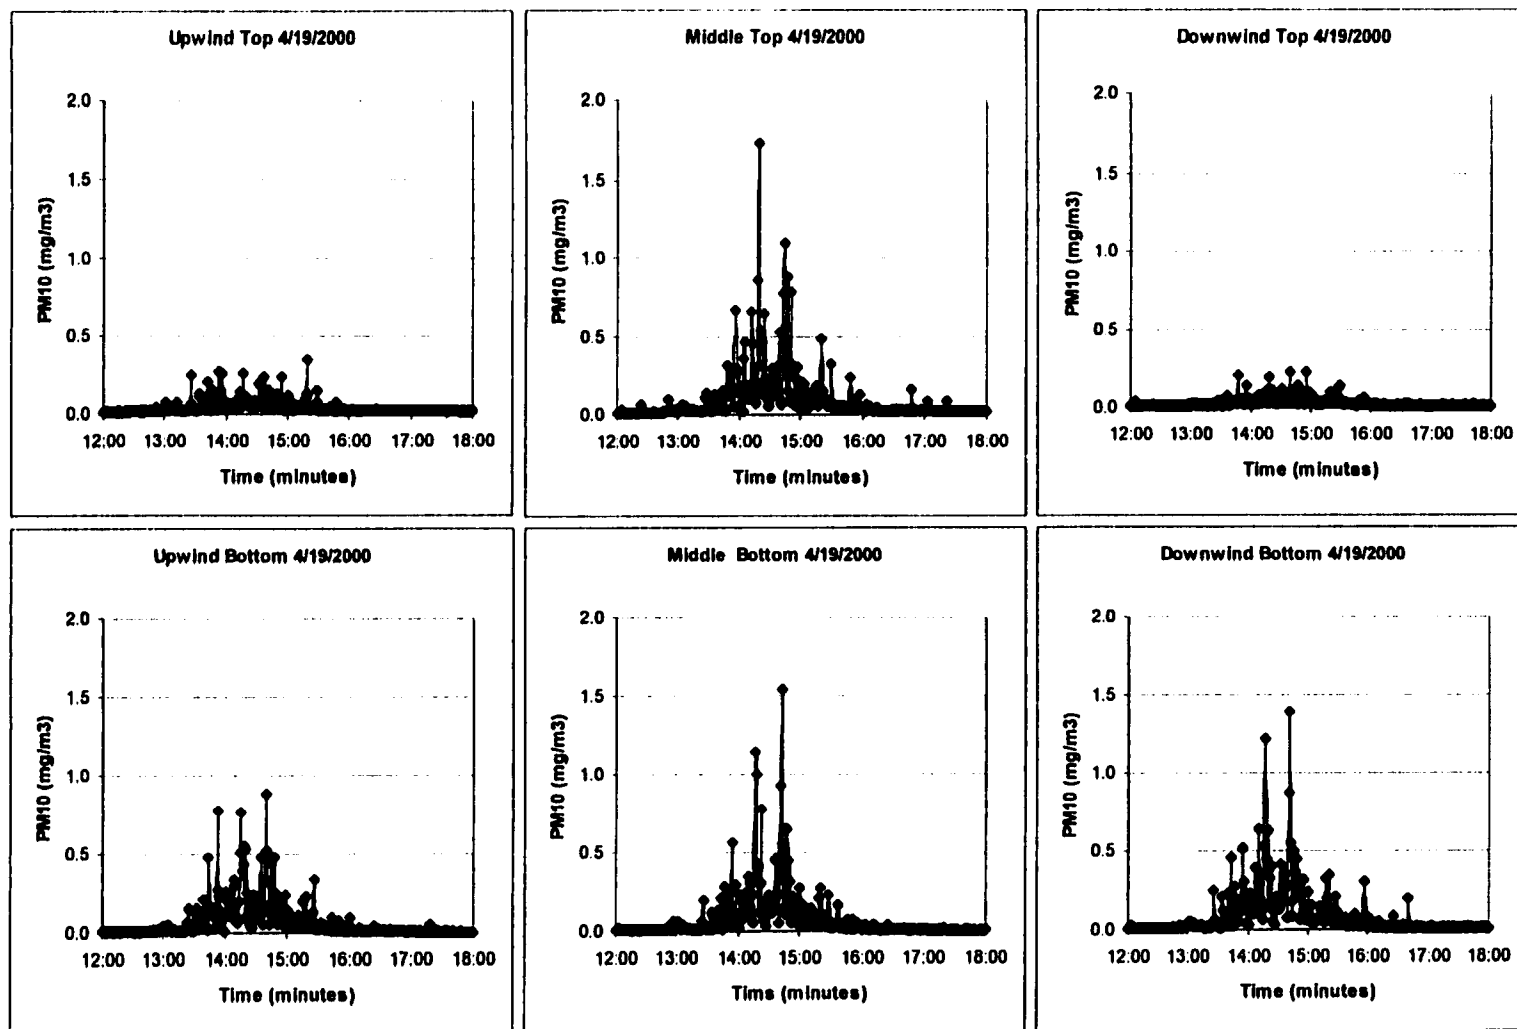 Upwind Top 4/19/2000
2.0
1.5
1.0
0.5
0.0
PM10 (mg/m3)
12:00 13:00 14:00 15:00 16:00 17:00 18:00
Time (minutes)
Middle Top 4/19/2000
2.0
1.5
1.0
0.5
0.0
PM10 (mg/m3)
12:00 13:00 14:00 15:00 16:00 17:00 18:00
Time (minutes)
Downwind Top 4/19/2000
2.0
1.5
1.0
0.5
0.0
PM10 (mg/m3)
12:00 13:00 14:00 15:00 16:00 17:00 18:00
Time (minutes)
Upwind Bottom 4/19/2000
2.0
1.5
1.0
0.5
0.0
PM10 (mg/m3)
12:00 13:00 14:00 15:00 16:00 17:00 18:00
Time (minutes)
Middle Bottom 4/19/2000
2.0
1.5
1.0
0.5
0.0
PM10 (mg/m3)
12:00 13:00 14:00 15:00 16:00 17:00 18:00
Tims (minutes)
Downwind Bottom 4/19/2000
2.0
1.5
1.0
0.5
0.0
PM10 (mg/m3)
12:00 13:00 14:00 15:00 16:00 17:00 18:00
Time (minutes)